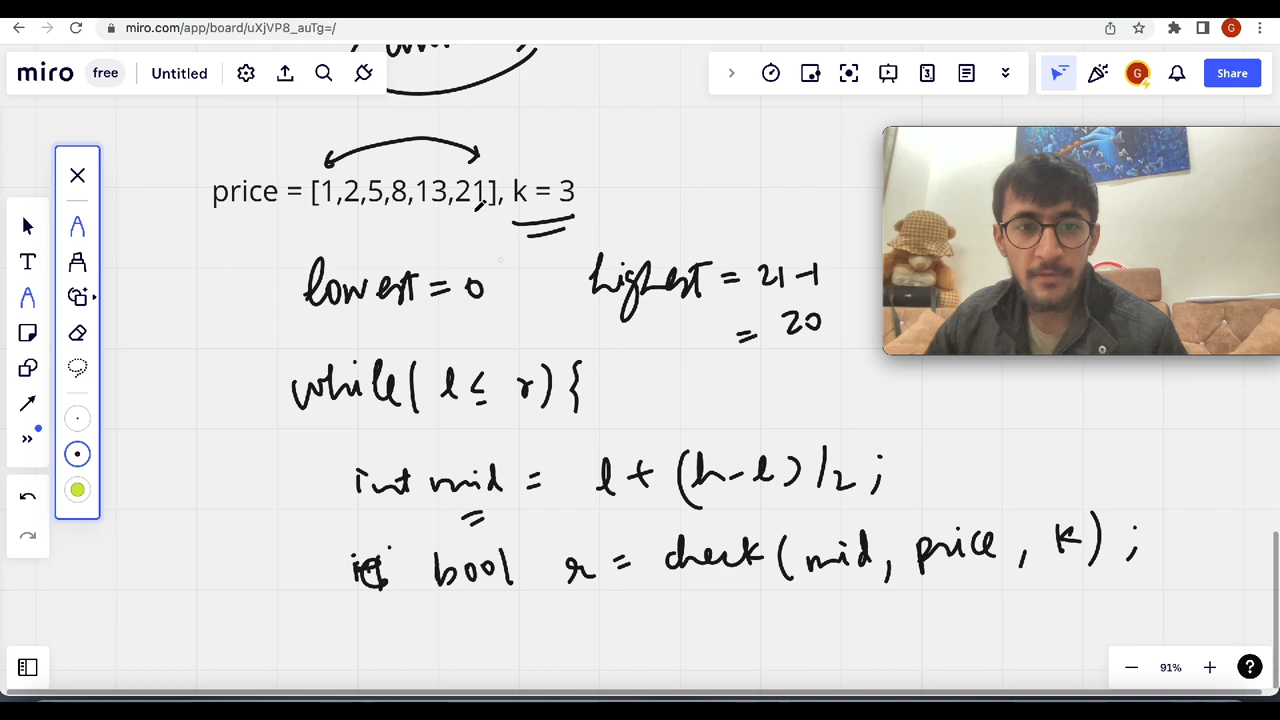 miro.com/app/board/uXjVP8_auTg=/
G
miro free Untitled
3
G
Share
price = [1,2,5,8,13,21], k = 3
lowest = 0
highest = 21-1
= 20
while( l ≤ r) {
int mid = l + (h-l)/2 ;
bool r = check(mid, price, k) ;
T
91%
?